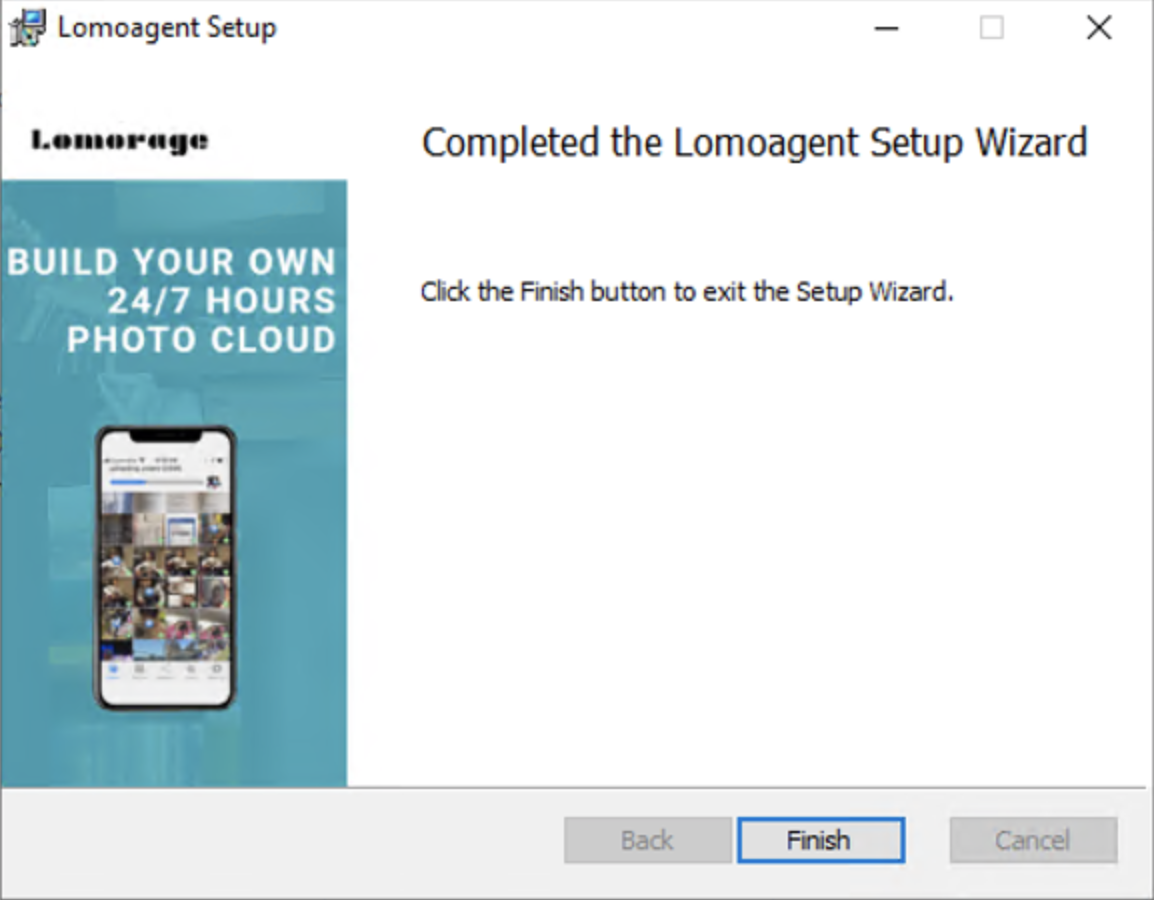 Lomoagent Setup
Lomorage
Completed the Lomoagent Setup Wizard
BUILD YOUR OWN
24/7 HOURS
PHOTO CLOUD
Click the Finish button to exit the Setup Wizard.
Back
Finish
Cancel